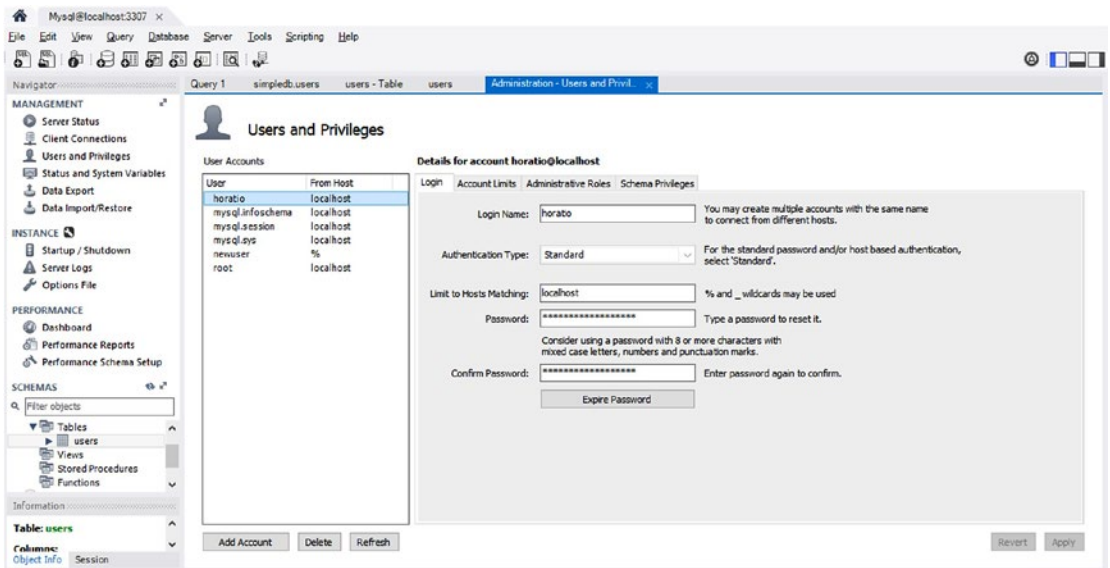 Mysql@localhost:3307 ×
File Edit View Query Database Server Tools Scripting Help
Navigator
Query 1 simpledb.users users - Table users Administration - Users and Privil... ×
MANAGEMENT
Server Status
Client Connections
Users and Privileges
Status and System Variables
Data Export
Data Import/Restore
INSTANCE
Startup / Shutdown
Server Logs
Options File
PERFORMANCE
Dashboard
Performance Reports
Performance Schema Setup
SCHEMAS
Filter objects
Tables
users
Views
Stored Procedures
Functions
Information
Table: users
Columns:
Object Info Session
Users and Privileges
User Accounts
User From Host
horatio localhost
mysql.infoschema localhost
mysql.session localhost
mysql.sys localhost
newuser %
root localhost
Add Account Delete Refresh
Details for account horatio@localhost
Login Account Limits Administrative Roles Schema Privileges
Login Name: horatio You may create multiple accounts with the same name
to connect from different hosts.
Authentication Type: Standard For the standard password and/or host based authentication,
select 'Standard'.
Limit to Hosts Matching: localhost % and _ wildcards may be used
Password: ****************** Type a password to reset it.
Consider using a password with 8 or more characters with
mixed case letters, numbers and punctuation marks.
Confirm Password: ****************** Enter password again to confirm.
Expire Password
Revert Apply